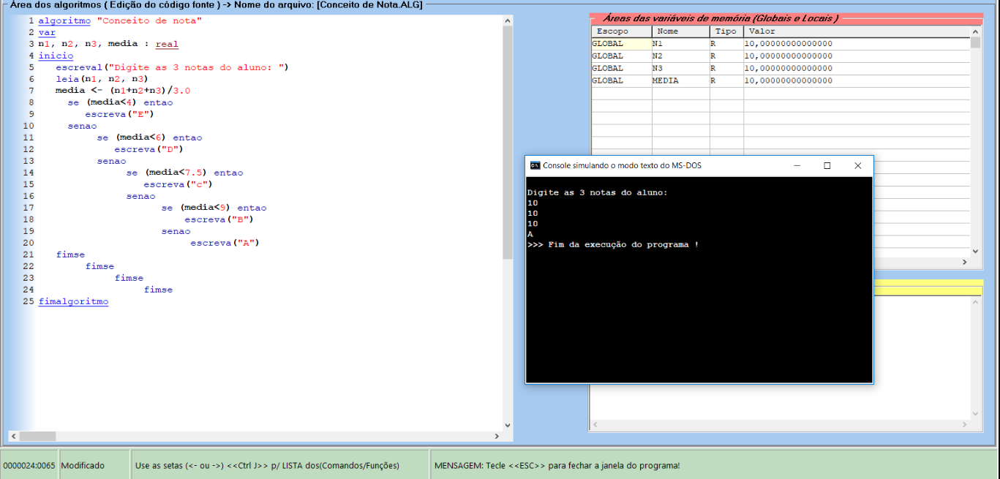 Área dos algoritmos ( Edição do código fonte ) -> Nome do arquivo: [Conceito de Nota.ALG]
1 algoritmo "Conceito de nota"
2 var
3 n1, n2, n3, media : real
4 inicio
5 escreval("Digite as 3 notas do aluno: ")
6 leia(n1, n2, n3)
7 media <- (n1+n2+n3)/3.0
8 se (media<4) entao
9 escreva("E")
10 senao
11 se (media<6) entao
12 escreva("D")
13 senao
14 se (media<7.5) entao
15 escreva("c")
16 senao
17 se (media<9) entao
18 escreva("B")
19 senao
20 escreva("A")
21 fimse
22 fimse
23 fimse
24 fimse
25 fimalgoritmo
Áreas das variáveis de memória (Globais e Locais )
Escopo Nome Tipo Valor
GLOBAL N1 R 10,00000000000000
GLOBAL N2 R 10,00000000000000
GLOBAL N3 R 10,00000000000000
GLOBAL MEDIA R 10,00000000000000
Console simulando o modo texto do MS-DOS
Digite as 3 notas do aluno:
10
10
10
A
>>> Fim da execução do programa !
0000024:0065 Modificado Use as setas (<- ou ->) <<Ctrl J>> p/ LISTA dos(Comandos/Funções) MENSAGEM: Tecle <<ESC>> para fechar a janela do programa!